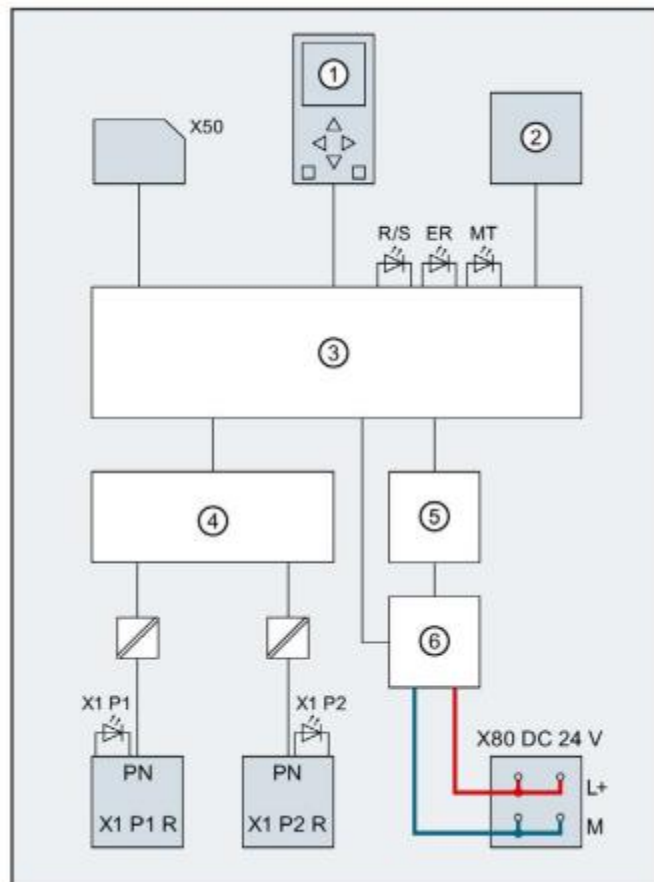 ①
X50
②
R/S ER MT
③
④
⑤
⑥
X1 P1
X1 P2
X80 DC 24 V
PN
PN
L+
X1 P1 R
X1 P2 R
M